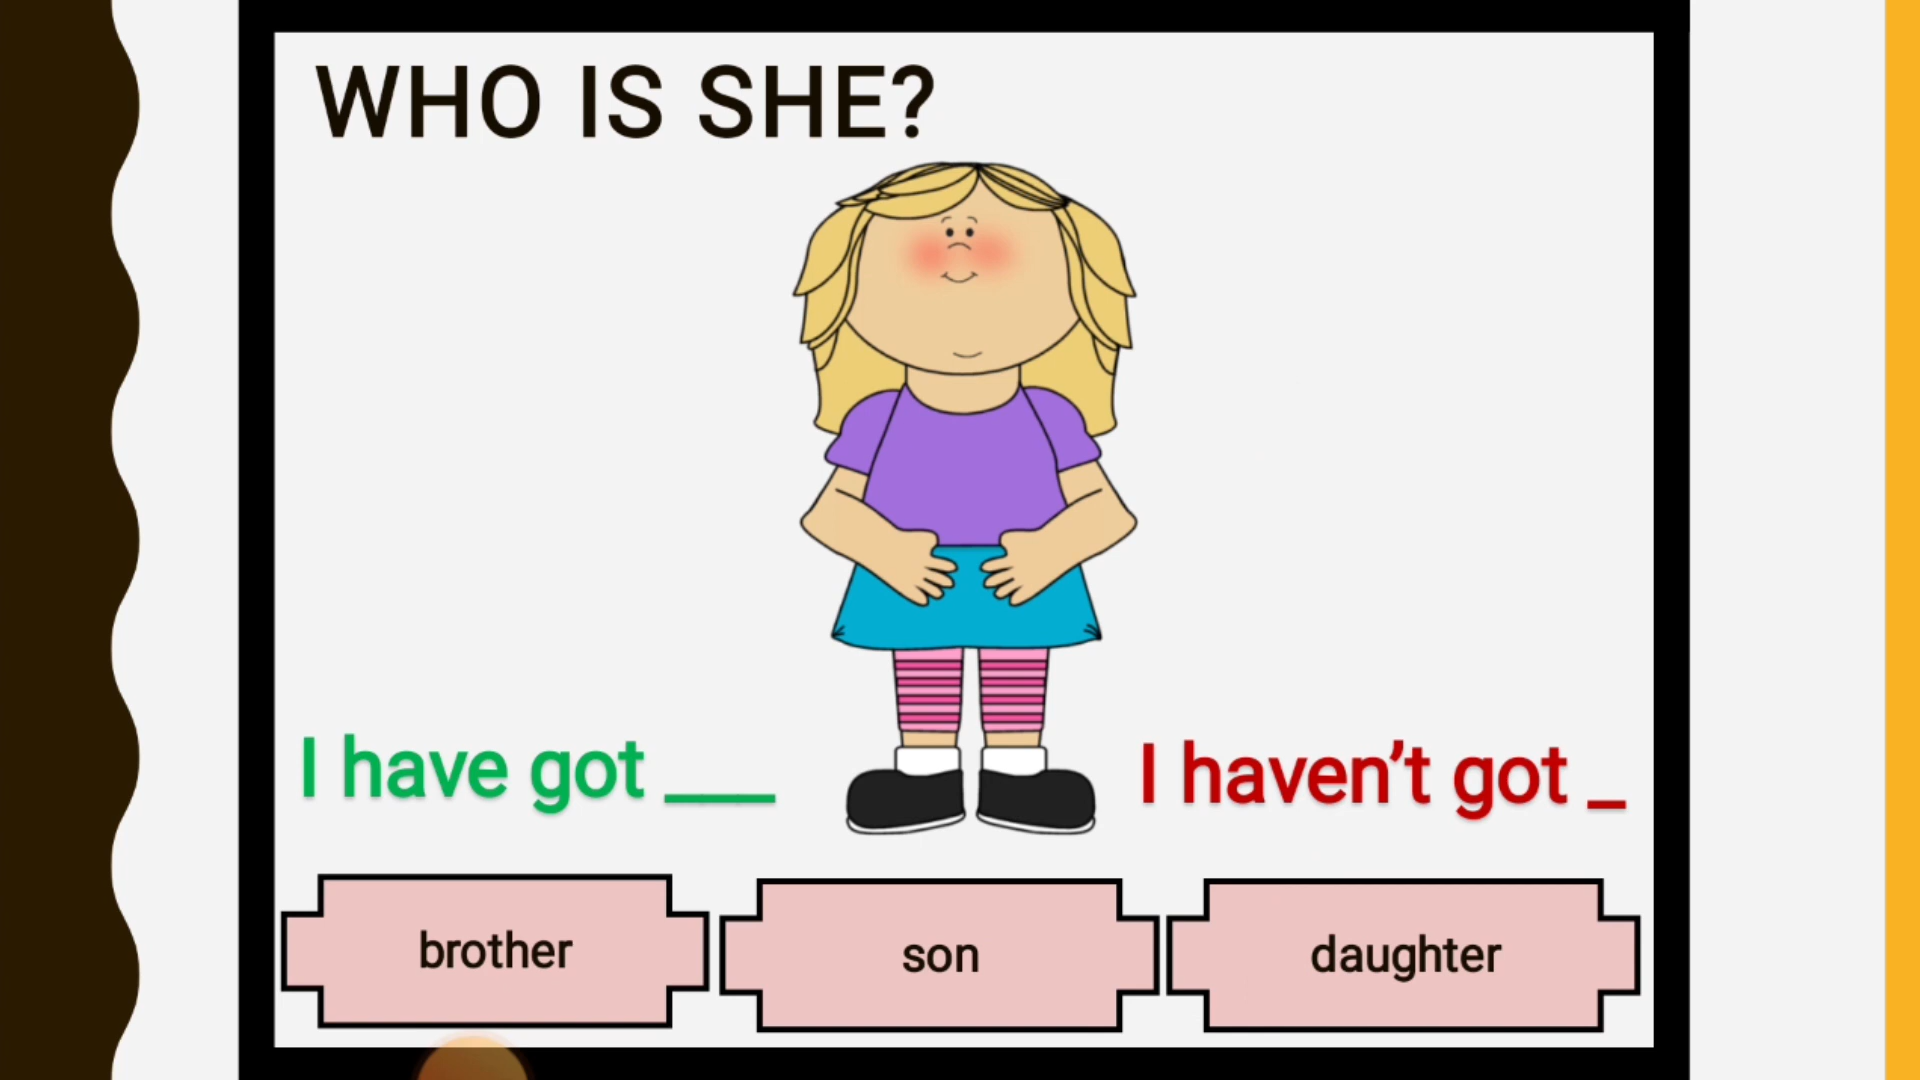 WHO IS SHE?
I have got ___
I haven’t got _
brother
son
daughter